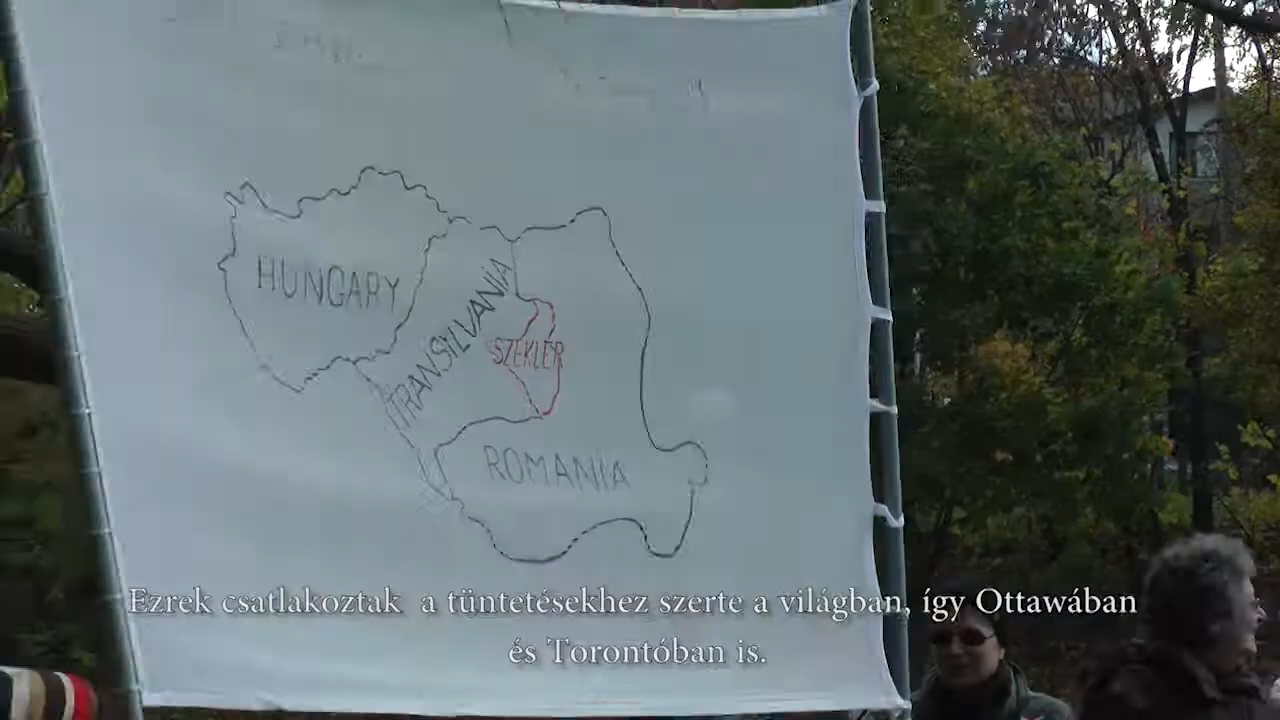 HUNGARY
TRANSILVANIA
SZEKLER
ROMANIA
Ezrek csatlakoztak a tüntetésekhez szerte a világban, így Ottawában
és Torontóban is.